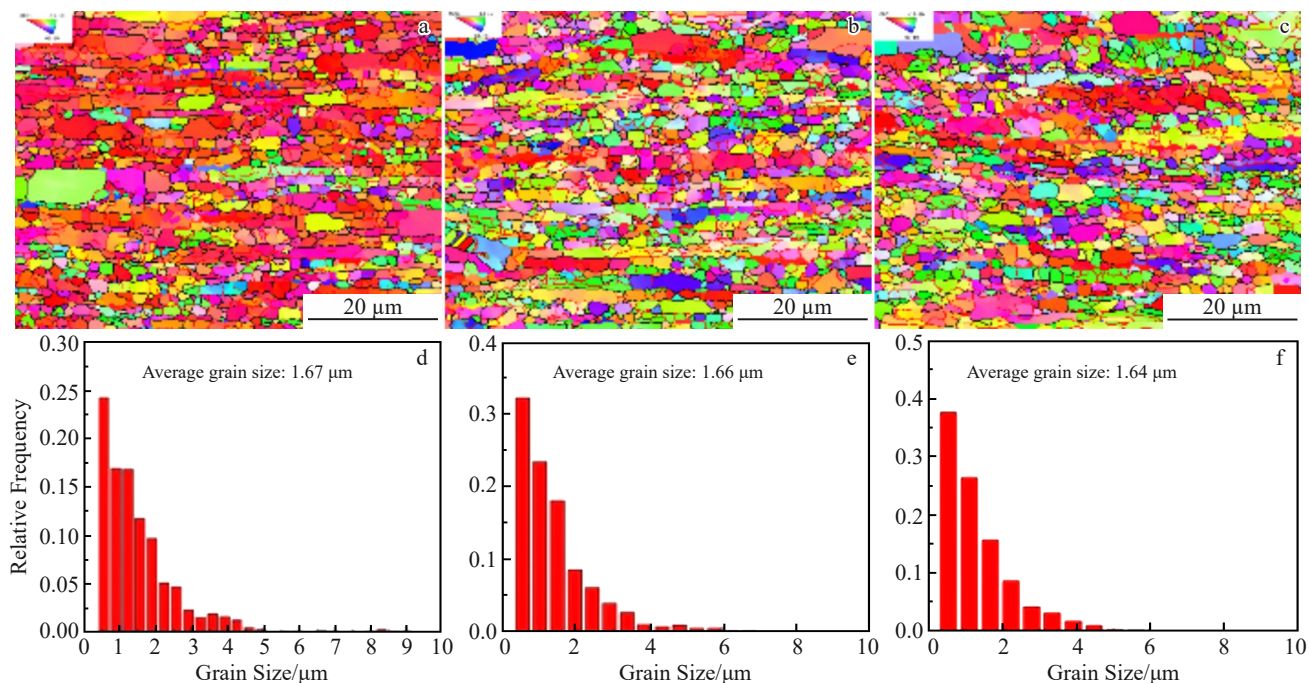 a
b
c
20 µm
20 µm
20 µm
d
Average grain size: 1.67 µm
Relative Frequency
0.30
0.25
0.20
0.15
0.10
0.05
0.00
1 2 3 4 5 6 7 8 9 10
Grain Size/µm
e
Average grain size: 1.66 µm
0.4
0.3
0.2
0.1
0.0
0 2 4 6 8 10
Grain Size/µm
f
Average grain size: 1.64 µm
0.5
0.4
0.3
0.2
0.1
0.0
0 2 4 6 8 10
Grain Size/µm